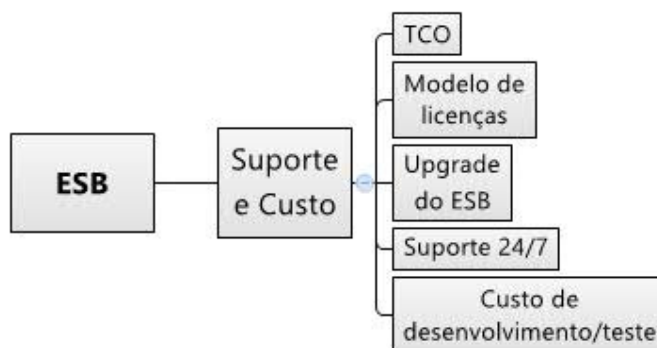 ESB
Suporte
e Custo
TCO
Modelo de
licenças
Upgrade
do ESB
Suporte 24/7
Custo de
desenvolvimento/teste